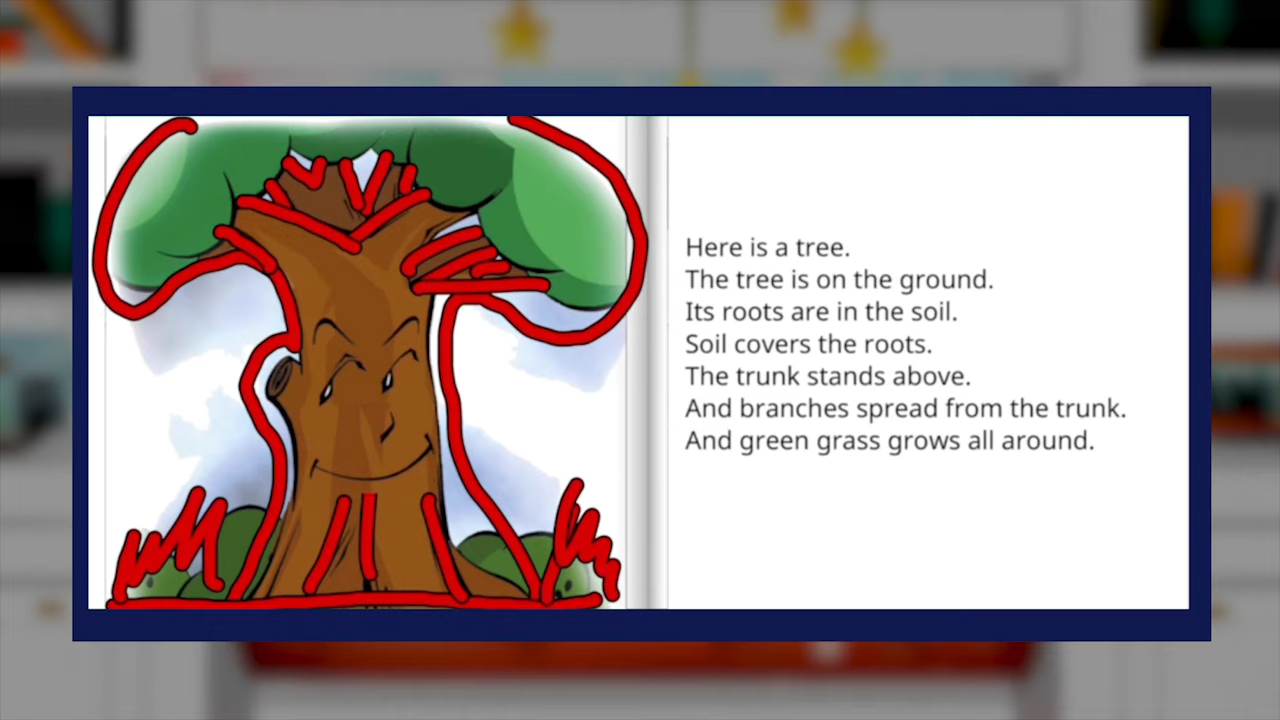 Here is a tree.
The tree is on the ground.
Its roots are in the soil.
Soil covers the roots.
The trunk stands above.
And branches spread from the trunk.
And green grass grows all around.